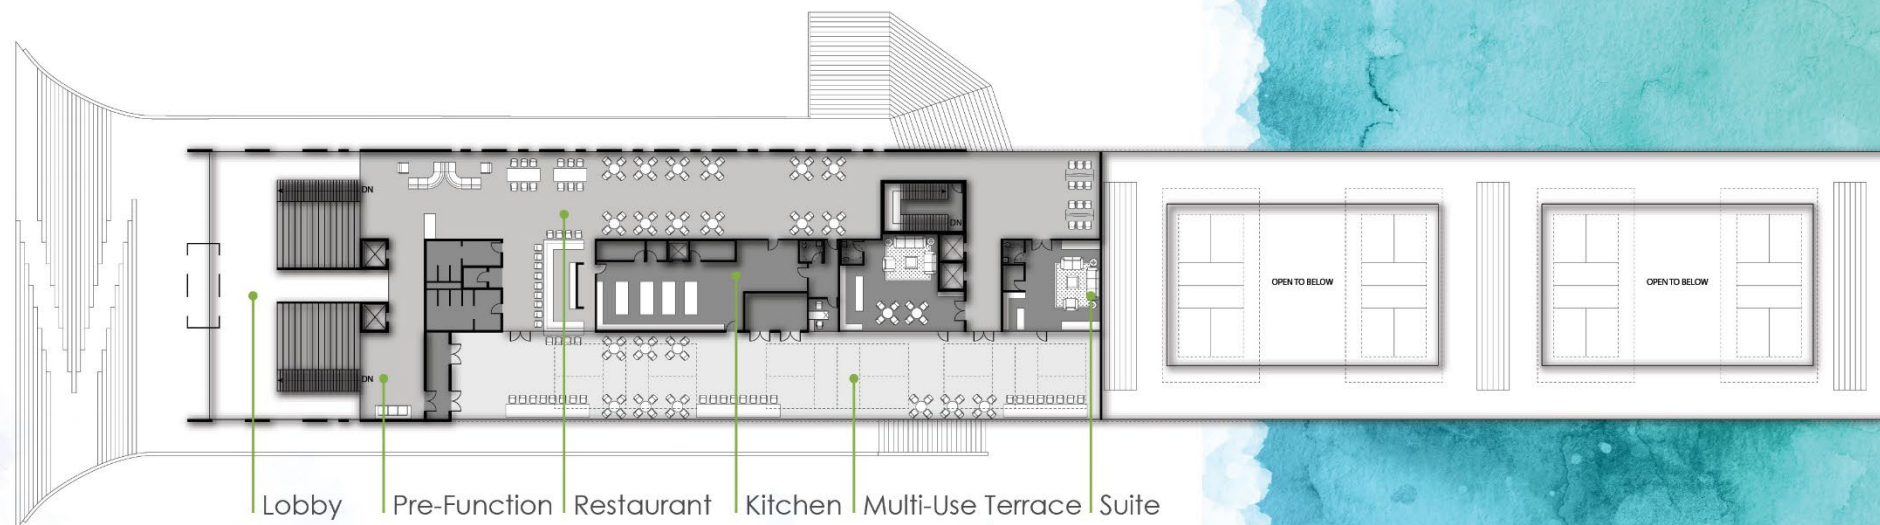 DN
DN
OPEN TO BELOW
OPEN TO BELOW
DN
Lobby
Pre-Function
Restaurant
Kitchen
Multi-Use Terrace
Suite